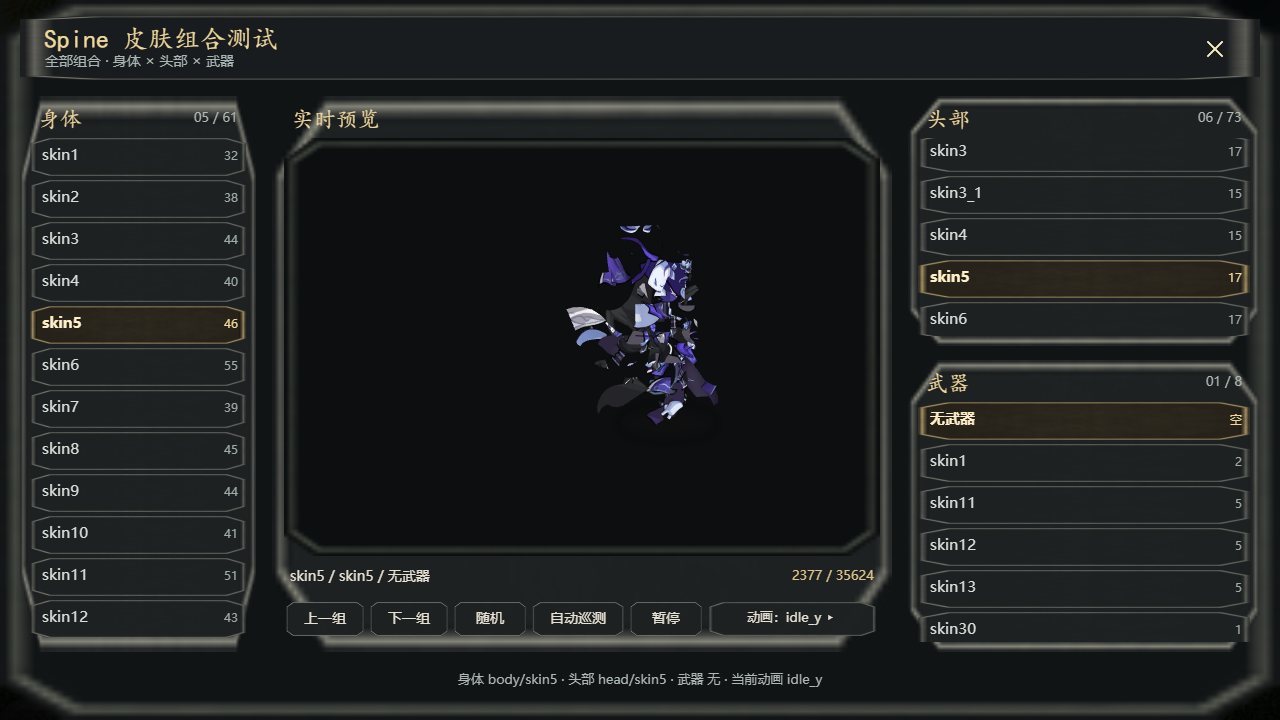 Spine 皮肤组合测试
全部组合 · 身体 × 头部 × 武器
身体 05 / 61
skin1 32
skin2 38
skin3 44
skin4 40
skin5 46
skin6 55
skin7 39
skin8 45
skin9 44
skin10 41
skin11 51
skin12 43
实时预览
skin5 / skin5 / 无武器 2377 / 35624
上一组 下一组 随机 自动巡测 暂停 动画：idle_y ▸
头部 06 / 73
skin3 17
skin3_1 15
skin4 15
skin5 17
skin6 17
武器 01 / 8
无武器 空
skin1 2
skin11 5
skin12 5
skin13 5
skin30 1
身体 body/skin5 · 头部 head/skin5 · 武器 无 · 当前动画 idle_y